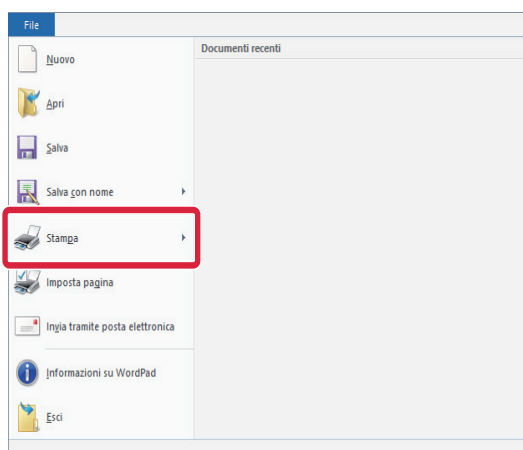 File
Documenti recenti
Nuovo
Apri
Salva
Salva con nome
Stampa
Imposta pagina
Invia tramite posta elettronica
Informazioni su WordPad
Esci